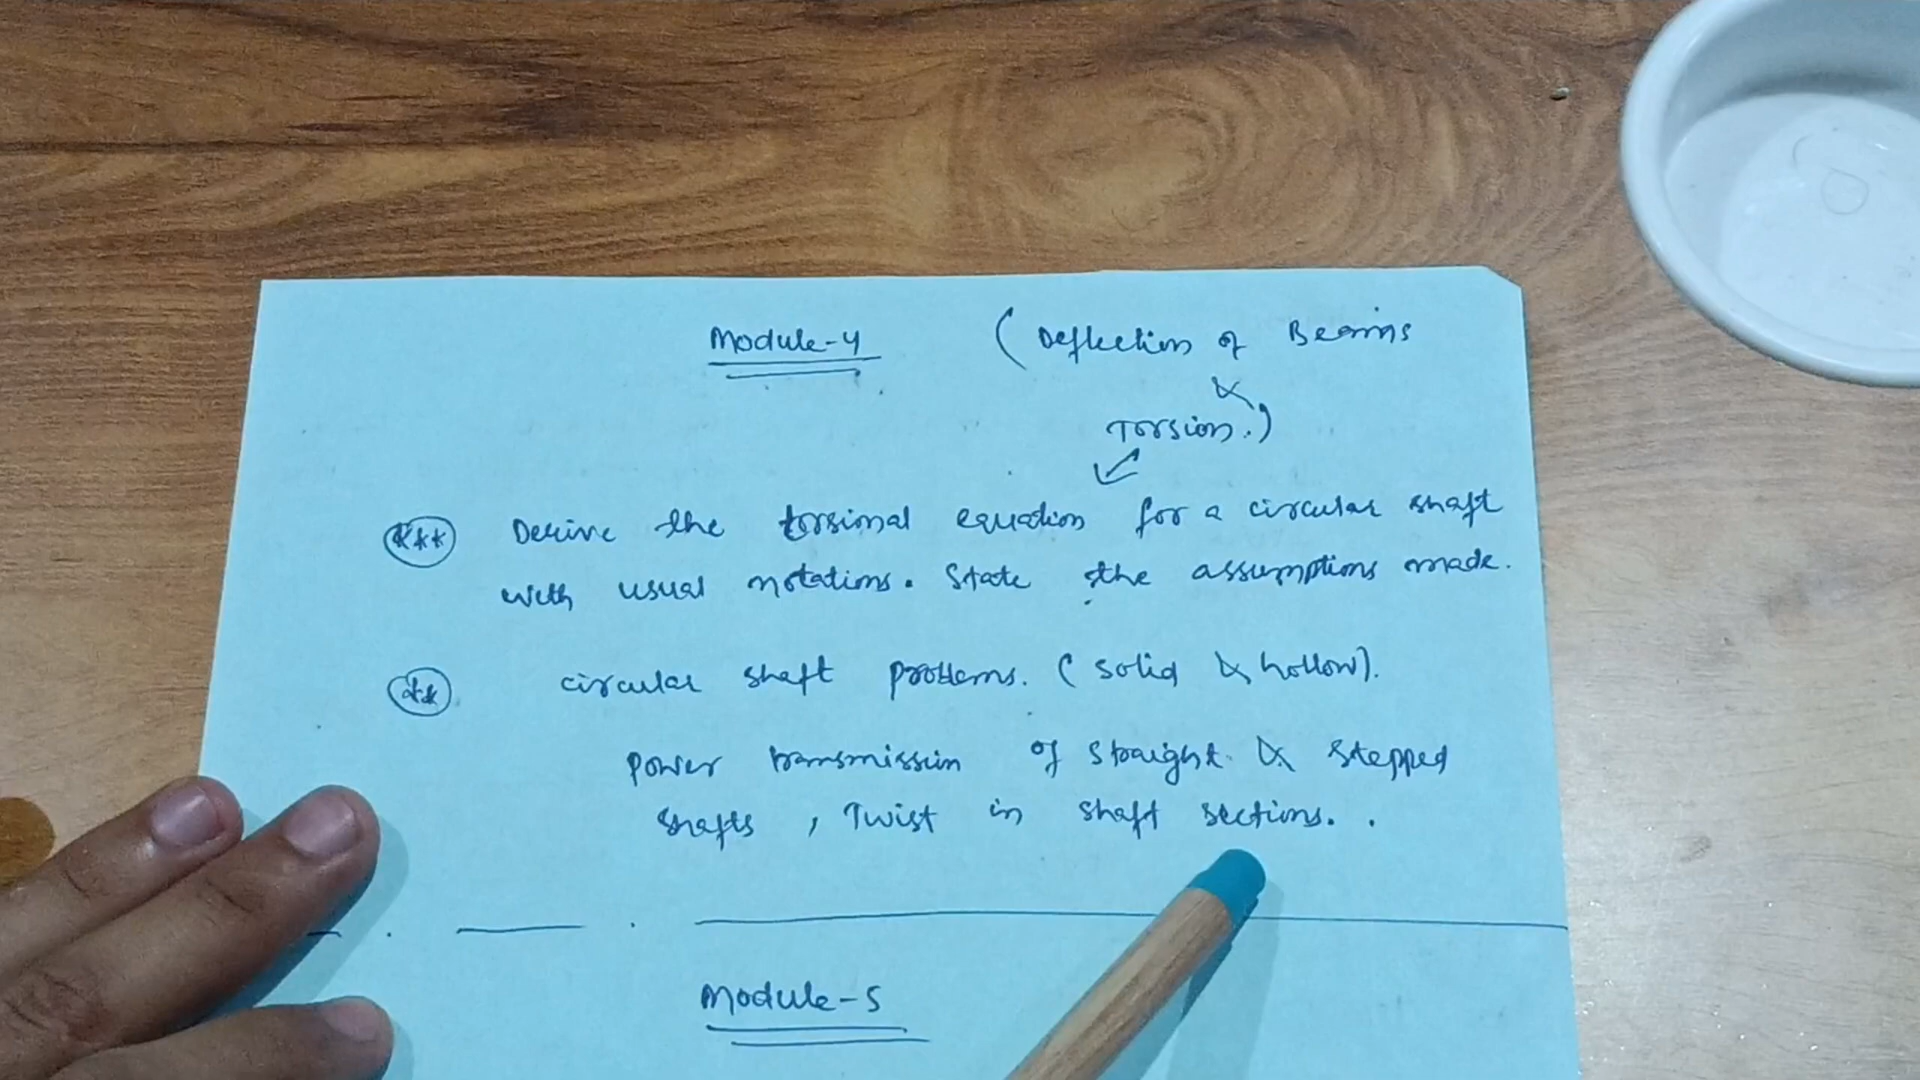 Module-4 ( Deflection of Beams
&
Torsion.)
*** Derive the torsional equation for a circular shaft
with usual notations. State the assumptions made.
** circular shaft problems. ( solid & hollow).
power transmission of straight & stepped
shafts , Twist in shaft sections. .
Module-5